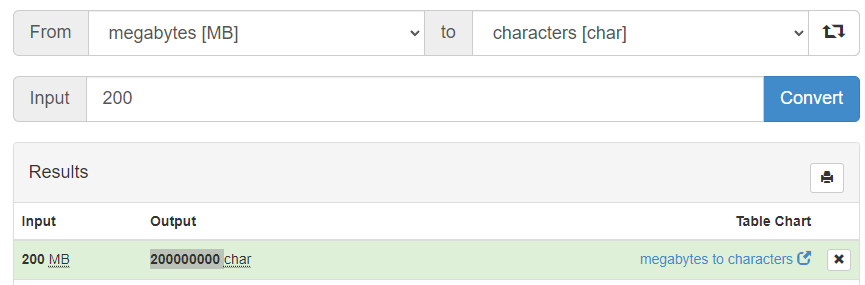 From megabytes [MB] to characters [char]
Input 200 Convert
Results
Input Output Table Chart
200 MB 200000000 char megabytes to characters